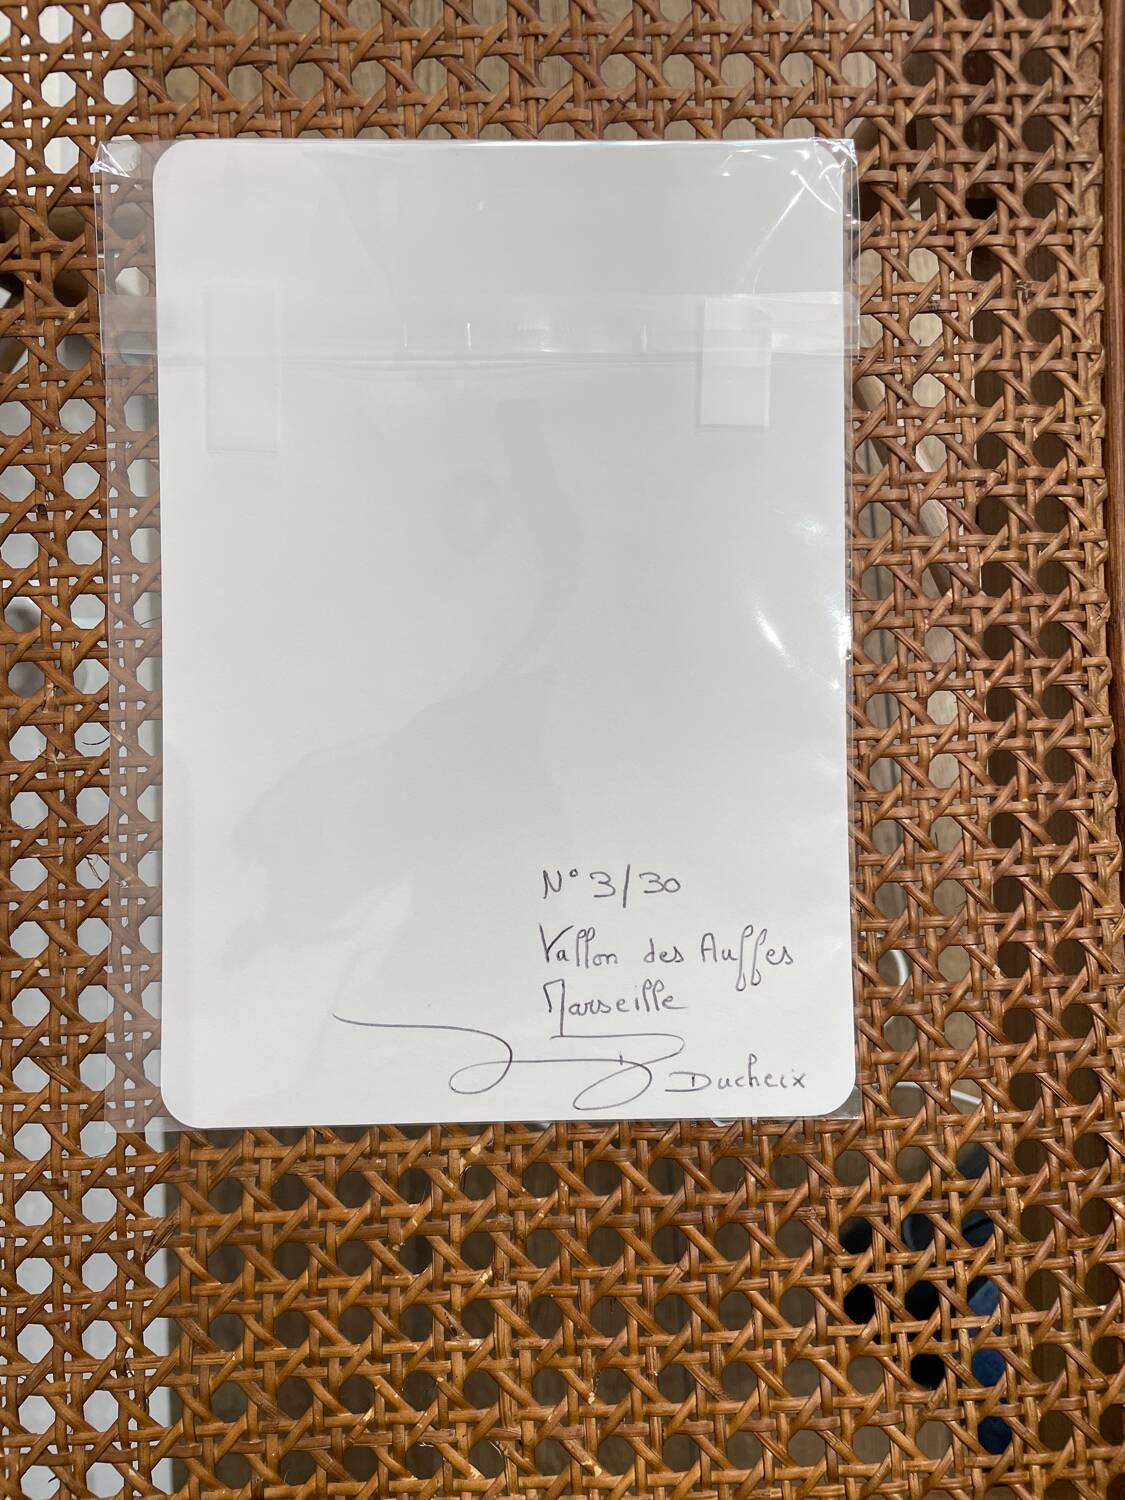 N° 3/30
Vallon des Auffes
Marseille
Ducheix